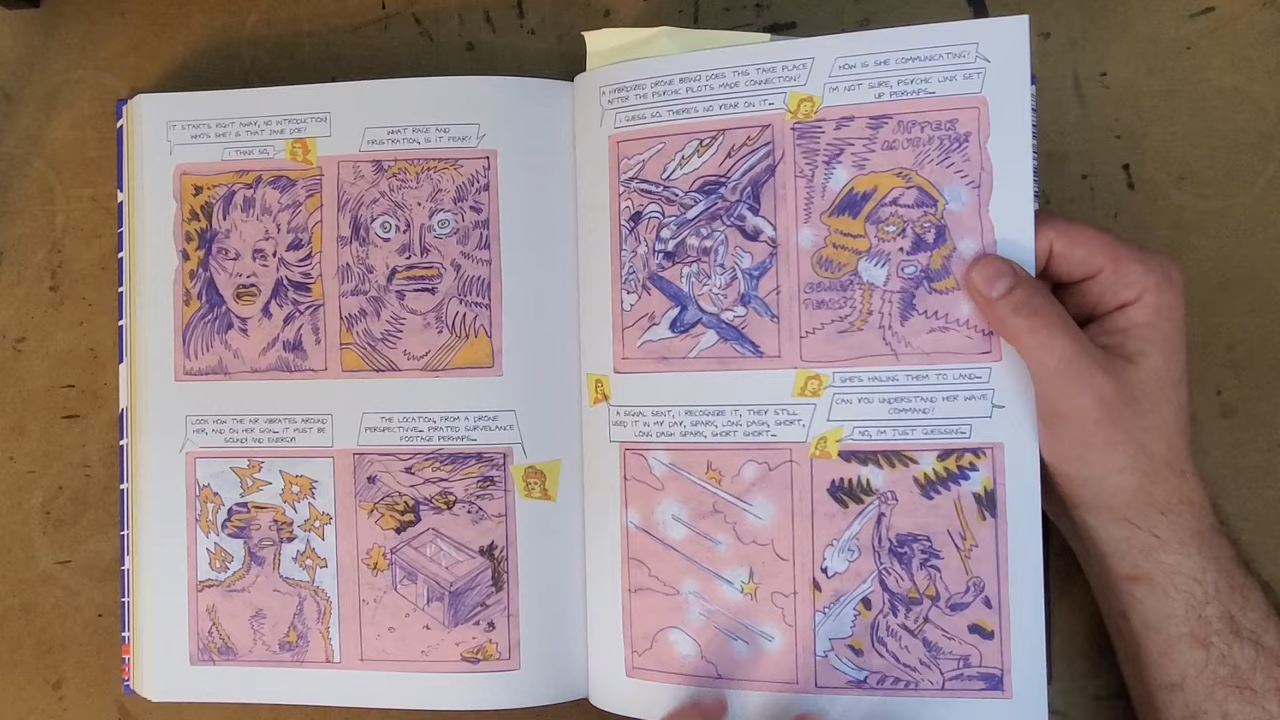 IT STARTS RIGHT AWAY, NO INTRODUCTION!
WHO'S SHE? IS THAT JANE DOE?
I THINK SO,
WHAT RAGE AND
FRUSTRATION, IS IT FEAR?
LOOK HOW THE AIR VIBRATES AROUND
HER, AND ON HER SKIN... IT MUST BE
SOUND! AND ENERGY!
THE LOCATION, FROM A DRONE
PERSPECTIVE... PIRATED SURVEILANCE
FOOTAGE PERHAPS...
A HYBRIDIZED DRONE BEING! DOES THIS TAKE PLACE
AFTER THE PSYCHIC PILOTS MADE CONNECTION?
I GUESS SO. THERE'S NO YEAR ON IT...
HOW IS SHE COMMUNICATING?
I'M NOT SURE, PSYCHIC LINK SET
UP PERHAPS...
AFTER
TEARS
A SIGNAL SENT, I RECOGNIZE IT, THEY STILL
USED IT IN MY DAY, SPARK, LONG DASH, SHORT,
LONG DASH SPARK, SHORT SHORT...
SHE'S HAILING THEM TO LAND...
CAN YOU UNDERSTAND HER WAVE
COMMAND?
NO, I'M JUST GUESSING...